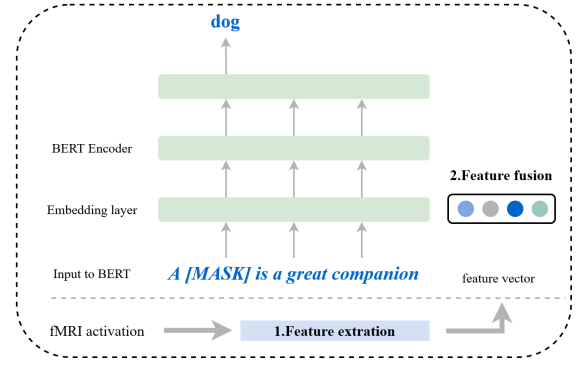 dog
BERT Encoder
2.Feature fusion
Embedding layer
Input to BERT
A [MASK] is a great companion
feature vector
fMRI activation
1.Feature extration